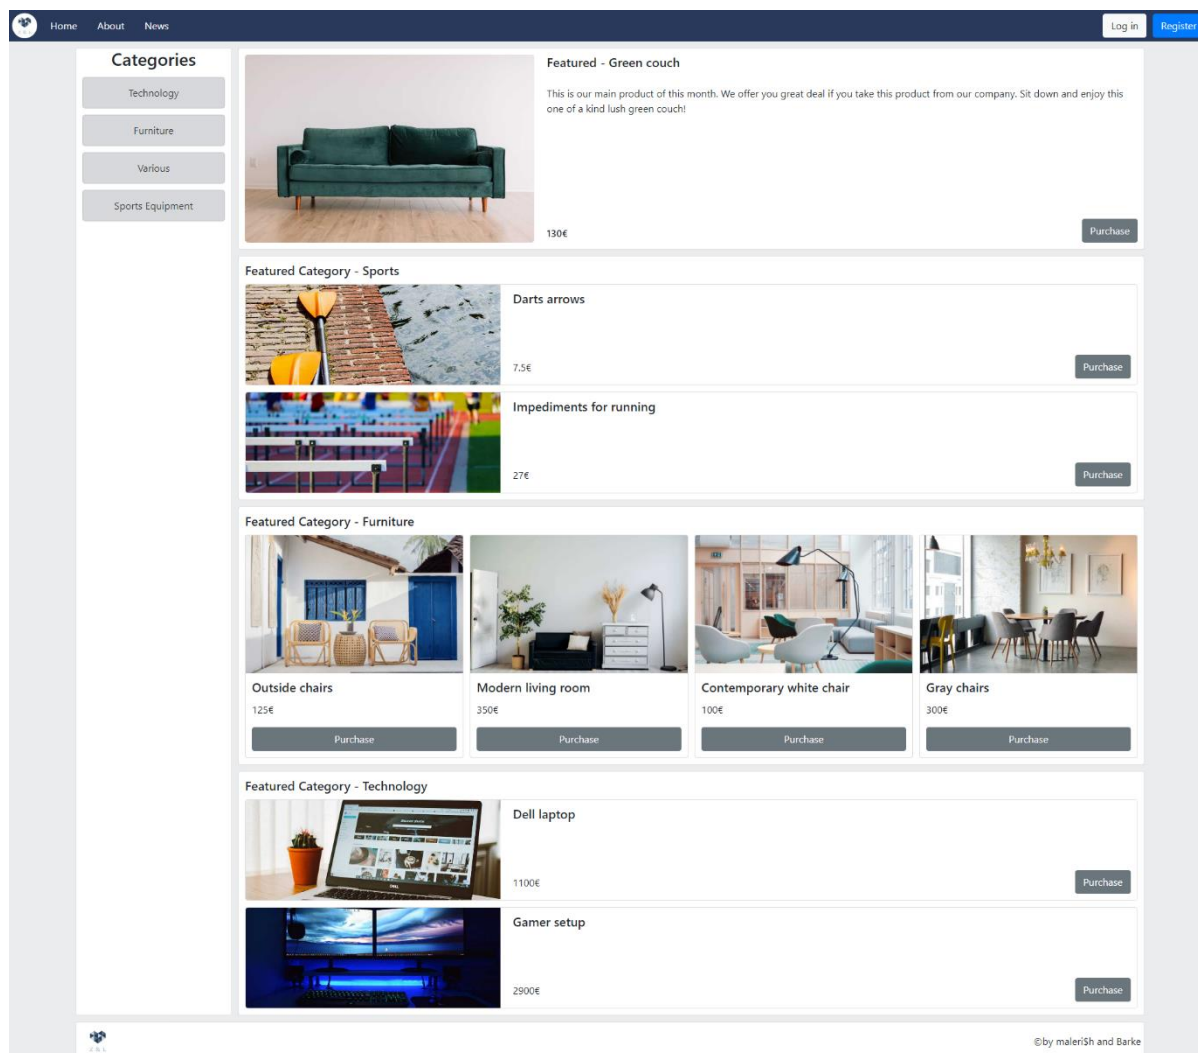 Home About News Log in Register
Categories
Technology
Furniture
Various
Sports Equipment
Featured - Green couch
This is our main product of this month. We offer you great deal if you take this product from our company. Sit down and enjoy this
one of a kind lush green couch!
130€ Purchase
Featured Category - Sports
Darts arrows
7.5€ Purchase
Impediments for running
27€ Purchase
Featured Category - Furniture
Outside chairs
125€
Purchase
Modern living room
350€
Purchase
Contemporary white chair
100€
Purchase
Gray chairs
300€
Purchase
Featured Category - Technology
Dell laptop
1100€ Purchase
DELL
Gamer setup
2900€ Purchase
©by maleri$h and Barke